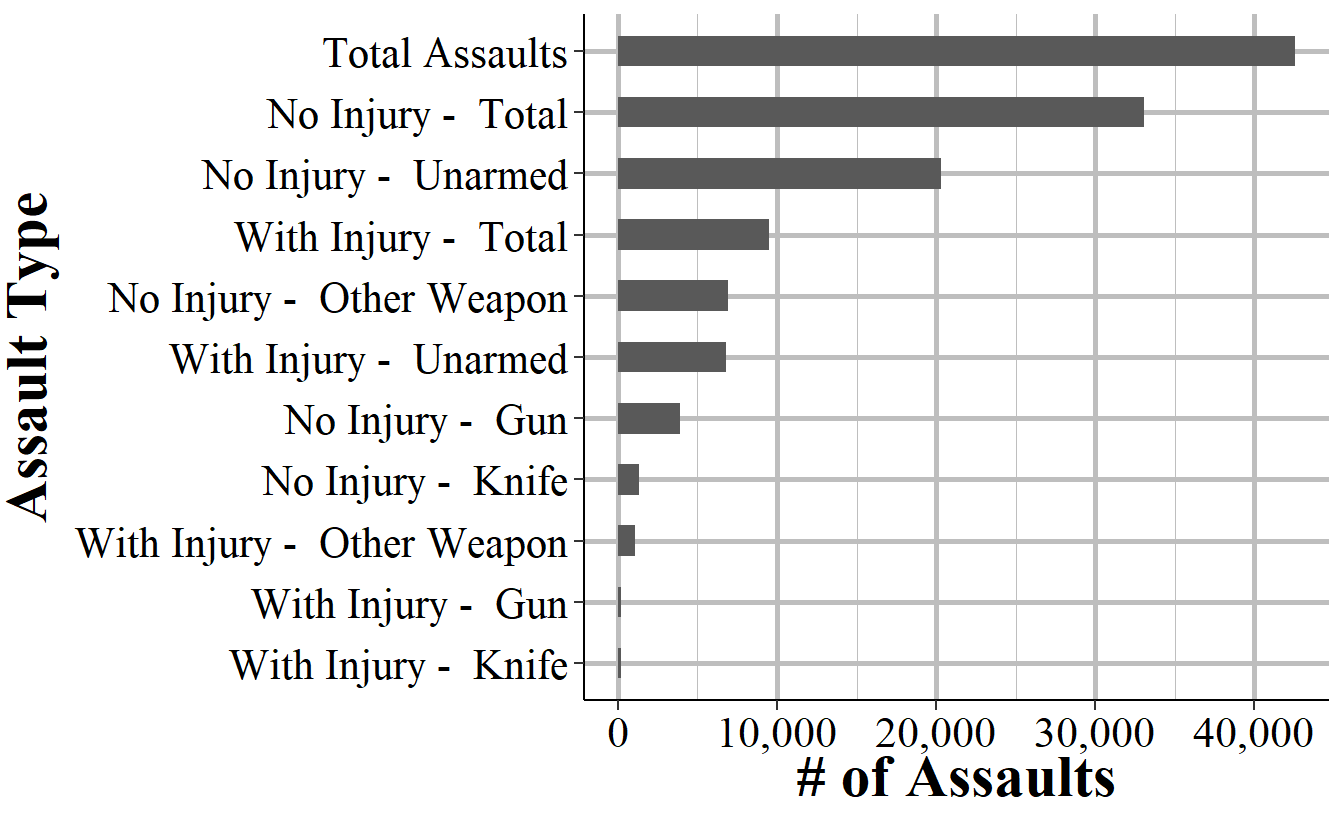 Assault Type
Total Assaults
No Injury -  Total
No Injury -  Unarmed
With Injury -  Total
No Injury -  Other Weapon
With Injury -  Unarmed
No Injury -  Gun
No Injury -  Knife
With Injury -  Other Weapon
With Injury -  Gun
With Injury -  Knife
0 10,000 20,000 30,000 40,000
# of Assaults